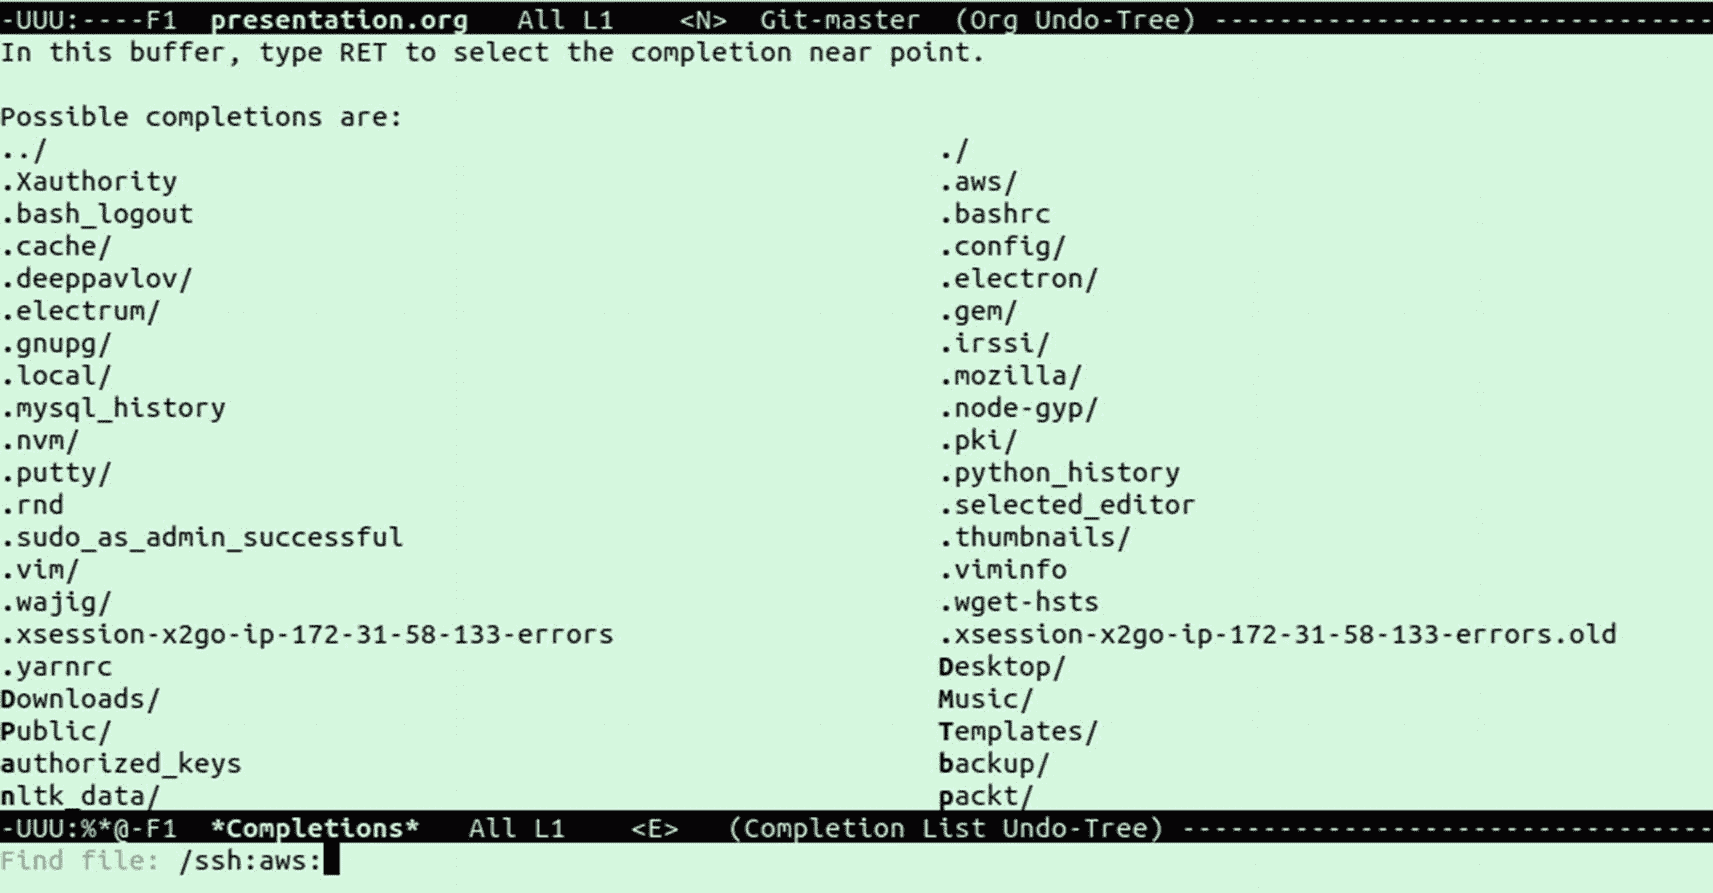 -UUU:----F1  presentation.org   All L1    <N>  Git-master  (Org Undo-Tree) -------------------------------
In this buffer, type RET to select the completion near point.
Possible completions are:
../ ./
.Xauthority .aws/
.bash_logout .bashrc
.cache/ .config/
.deeppavlov/ .electron/
.electrum/ .gem/
.gnupg/ .irssi/
.local/ .mozilla/
.mysql_history .node-gyp/
.nvm/ .pki/
.putty/ .python_history
.rnd .selected_editor
.sudo_as_admin_successful .thumbnails/
.vim/ .viminfo
.wajig/ .wget-hsts
.xsession-x2go-ip-172-31-58-133-errors .xsession-x2go-ip-172-31-58-133-errors.old
.yarnrc Desktop/
Downloads/ Music/
Public/ Templates/
authorized_keys backup/
nltk_data/ packt/
-UUU:%*@-F1  *Completions*   All L1    <E>   (Completion List Undo-Tree) ---------------------------------
Find file: /ssh:aws: